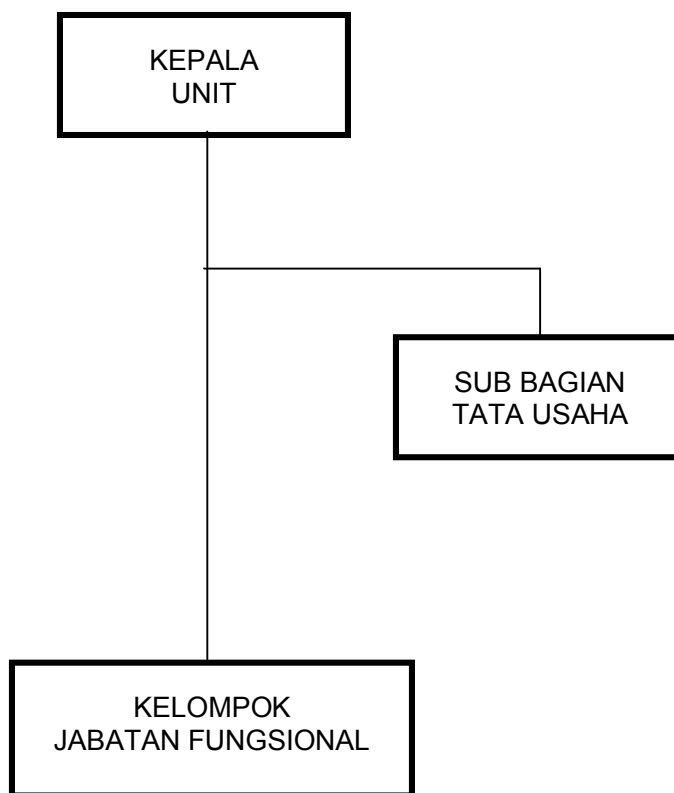 KEPALA
UNIT
SUB BAGIAN
TATA USAHA
KELOMPOK
JABATAN FUNGSIONAL